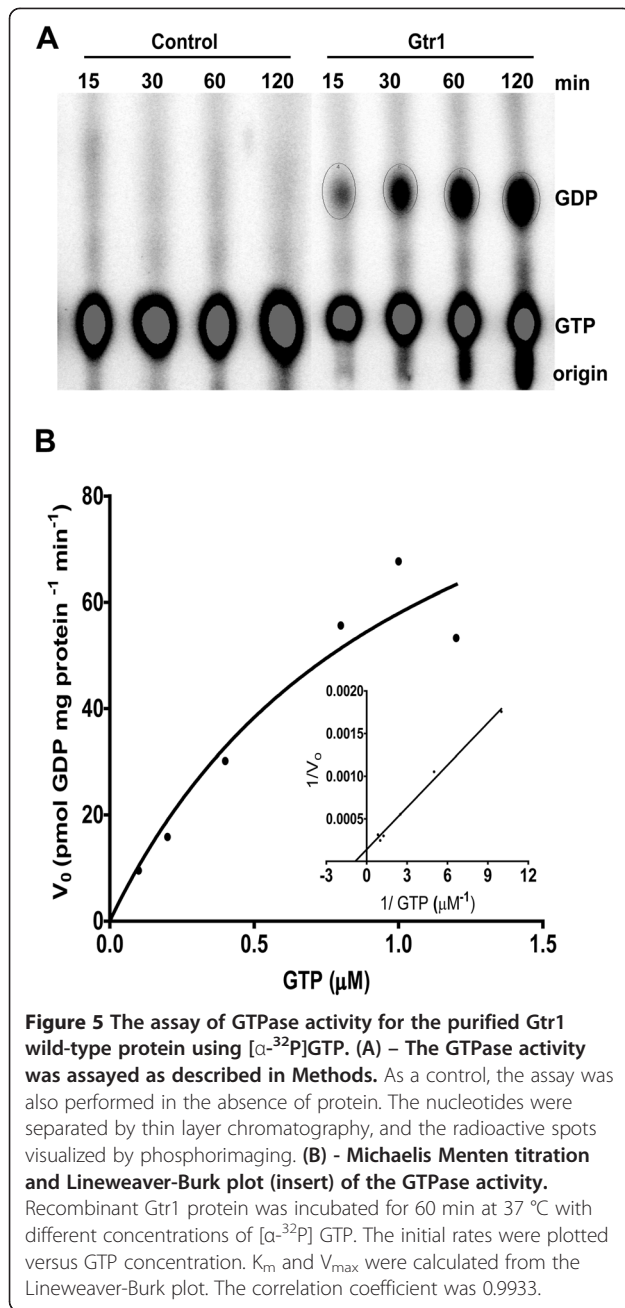 A
Control Gtr1
15 30 60 120 15 30 60 120 min
GDP
GTP
origin
B
80
60
40
20
0
V₀ (pmol GDP mg protein ⁻¹ min⁻¹)
0.0 0.5 1.0 1.5
GTP (μM)
0.0020
0.0015
0.0010
0.0005
1/V₀
-3 0 3 6 9 12
1/ GTP (μM⁻¹)
Figure 5 The assay of GTPase activity for the purified Gtr1
wild-type protein using [α-³²P]GTP. (A) – The GTPase activity
was assayed as described in Methods. As a control, the assay was
also performed in the absence of protein. The nucleotides were
separated by thin layer chromatography, and the radioactive spots
visualized by phosphorimaging. (B) - Michaelis Menten titration
and Lineweaver-Burk plot (insert) of the GTPase activity.
Recombinant Gtr1 protein was incubated for 60 min at 37 °C with
different concentrations of [α-³²P] GTP. The initial rates were plotted
versus GTP concentration. Kₘ and Vₘₐₓ were calculated from the
Lineweaver-Burk plot. The correlation coefficient was 0.9933.